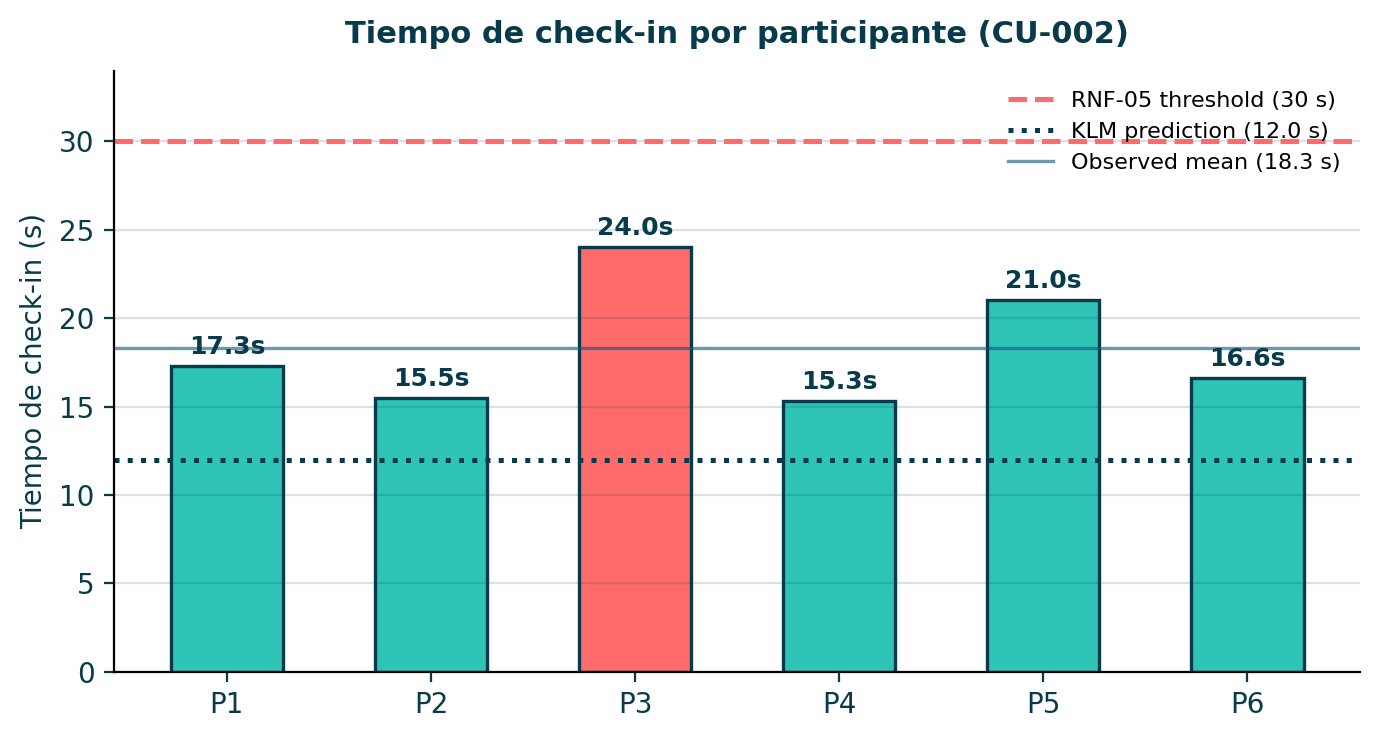 Tiempo de check-in por participante (CU-002)
RNF-05 threshold (30 s)
KLM prediction (12.0 s)
Observed mean (18.3 s)
Tiempo de check-in (s)
30
25
20
15
10
5
0
17.3s
15.5s
24.0s
15.3s
21.0s
16.6s
P1
P2
P3
P4
P5
P6